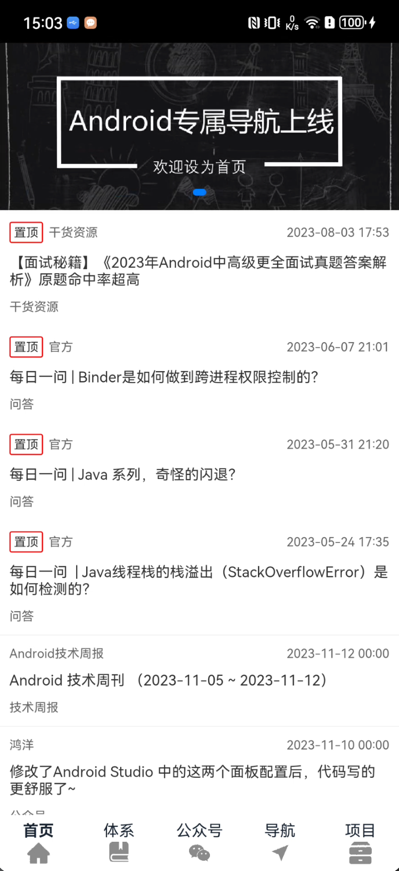 15:03
0
K/s
100
Android专属导航上线
欢迎设为首页
置顶 干货资源 2023-08-03 17:53
【面试秘籍】《2023年Android中高级更全面试真题答案解
析》原题命中率超高
干货资源
置顶 官方 2023-06-07 21:01
每日一问 | Binder是如何做到跨进程权限控制的？
问答
置顶 官方 2023-05-31 21:20
每日一问 | Java 系列，奇怪的闪退？
问答
置顶 官方 2023-05-24 17:35
每日一问 | Java线程栈的栈溢出（StackOverflowError）是
如何检测的？
问答
Android技术周报 2023-11-12 00:00
Android 技术周刊 （2023-11-05 ~ 2023-11-12）
技术周报
鸿洋 2023-11-10 00:00
修改了Android Studio 中的这两个面板配置后，代码写的
更舒服了~
首页 体系 公众号 导航 项目